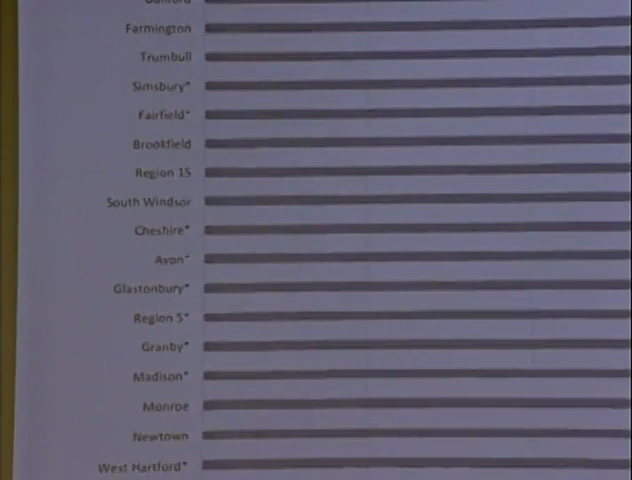 Guilford
Farmington
Trumbull
Simsbury*
Fairfield*
Brookfield
Region 15
South Windsor
Cheshire*
Avon*
Glastonbury*
Region 5*
Granby*
Madison*
Monroe
Newtown
West Hartford*